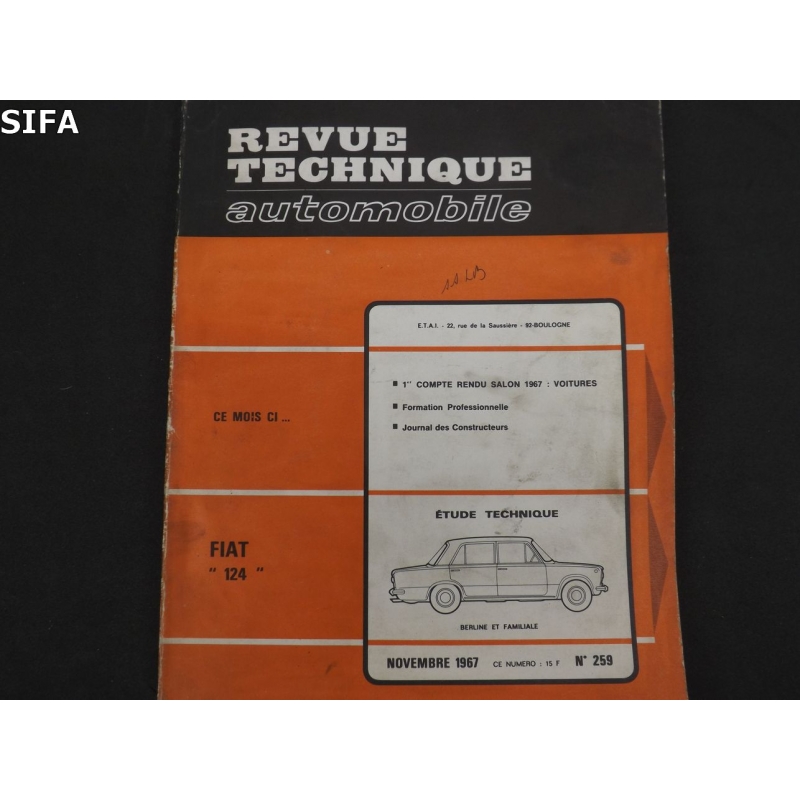 SIFA
REVUE
TECHNIQUE
automobile
E.T.A.I. - 22, rue de la Saussière - 92-BOULOGNE
■ 1er COMPTE RENDU SALON 1967 : VOITURES
■ Formation Professionnelle
■ Journal des Constructeurs
CE MOIS CI ...
ÉTUDE TECHNIQUE
FIAT
" 124 "
BERLINE ET FAMILIALE
NOVEMBRE 1967 CE NUMERO : 15 F N° 259